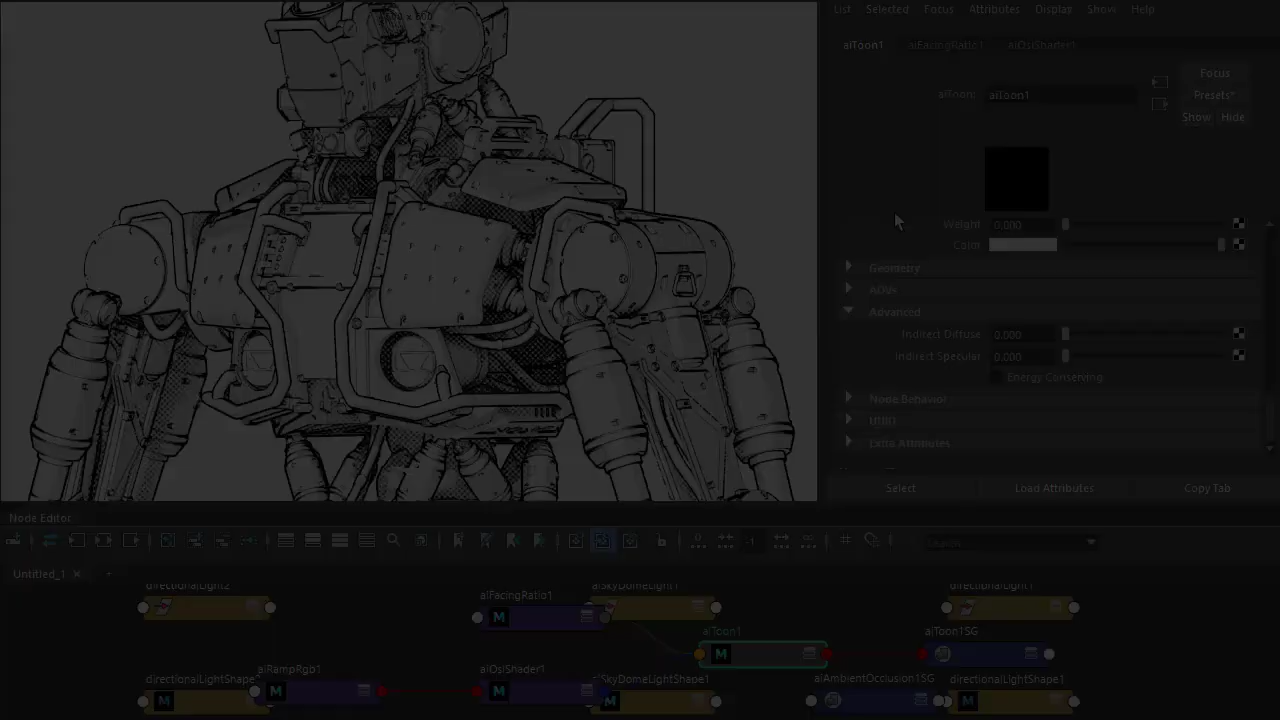 List Selected Focus Attributes Display Show Help
aiToon1 aiFacingRatio1 aiOslShader1
Focus
aiToon: aiToon1 Presets*
Show Hide
Weight 0.000
Color
Geometry
AOVs
Advanced
Indirect Diffuse 0.000
Indirect Specular 0.000
Energy Conserving
Node Behavior
UUID
Extra Attributes
Select Load Attributes Copy Tab
Node Editor
-1 Search...
Untitled_1
directionalLight2 aiFacingRatio1 aiSkyDomeLight1 directionalLight1
aiToon1 aiToon1SG
directionalLightShape aiRampRgb1 aiOslShader1 aiSkyDomeLightShape1 aiAmbientOcclusion1SG directionalLightShape1